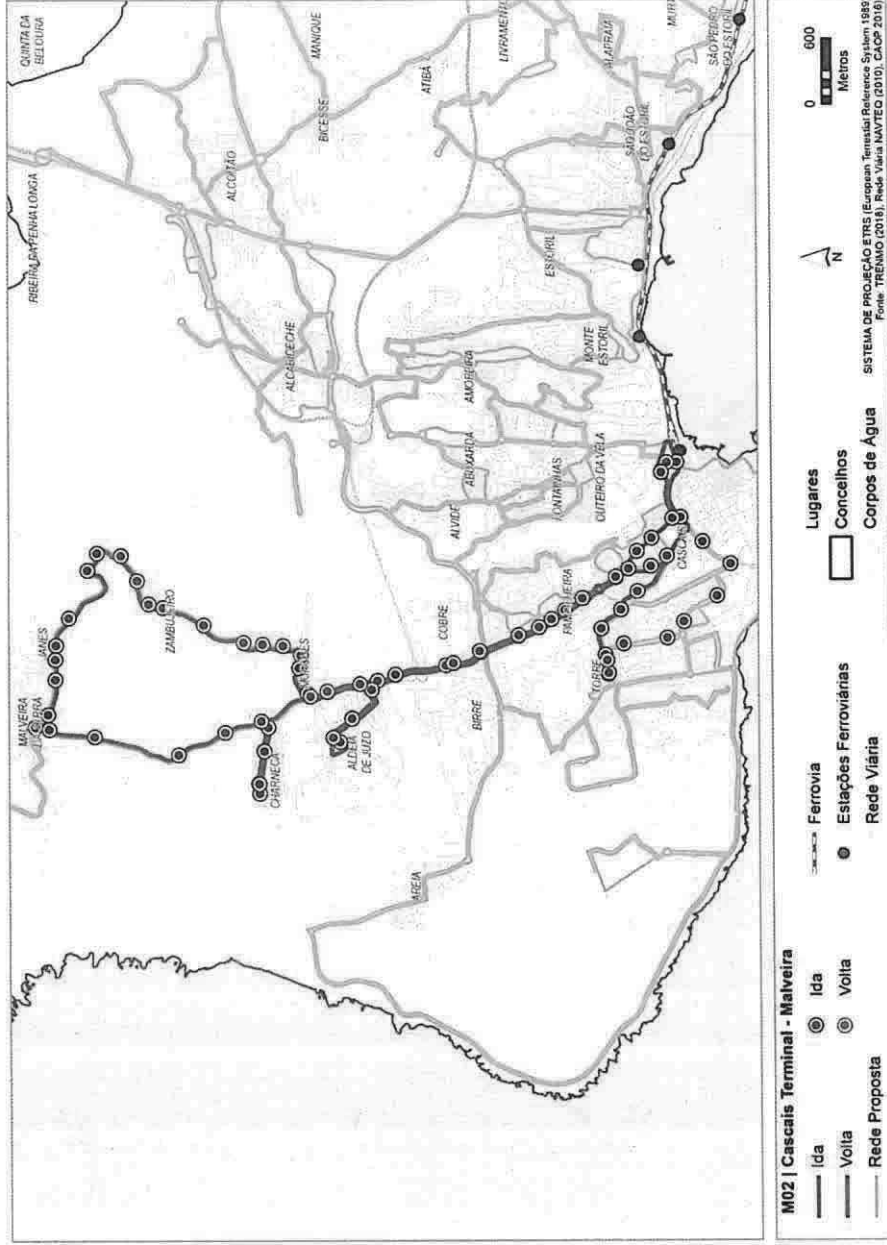 QUINTA DA
BELOURA
RIBEIRA DA PENHA LONGA
MANIQUE
BICESSE
LIVRAMENTO
ATIBÁ
ALAPRAIA
MURT
SÃO PEDRO
DO ESTORIL
ALCOITÃO
SÃO JOÃO
DO ESTORIL
ESTORIL
ALCABIDECHE
MONTE
ESTORIL
AMOREIRA
ABUXARDA
ALVIDE
FONTAINHAS
OUTEIRO DA VELA
CASCAIS
PAMPILHEIRA
COBRE
BIRRE
TORRE
MALVEIRA
DA SERRA
JANES
ZAMBUJEIRO
MURCHES
CHARNECA
ALDEIA
DE JUZO
AREIA
M02 | Cascais Terminal - Malveira
Ida
Volta
Rede Proposta
Ida
Volta
Ferrovia
Estações Ferroviárias
Rede Viária
Lugares
Concelhos
Corpos de Água
N
0 600
Metros
SISTEMA DE PROJEÇÃO ETRS (European Terrestial Reference System 1989)
Fonte: TRENMO (2018), Rede Viária NAVTEQ (2010), CAOP 2016)